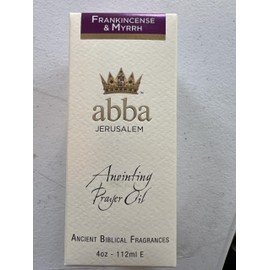 FRANKINCENSE
& MYRRH
abba
JERUSALEM
Anointing
Prayer Oil
ANCIENT BIBLICAL FRAGRANCES
4oz - 112ml E